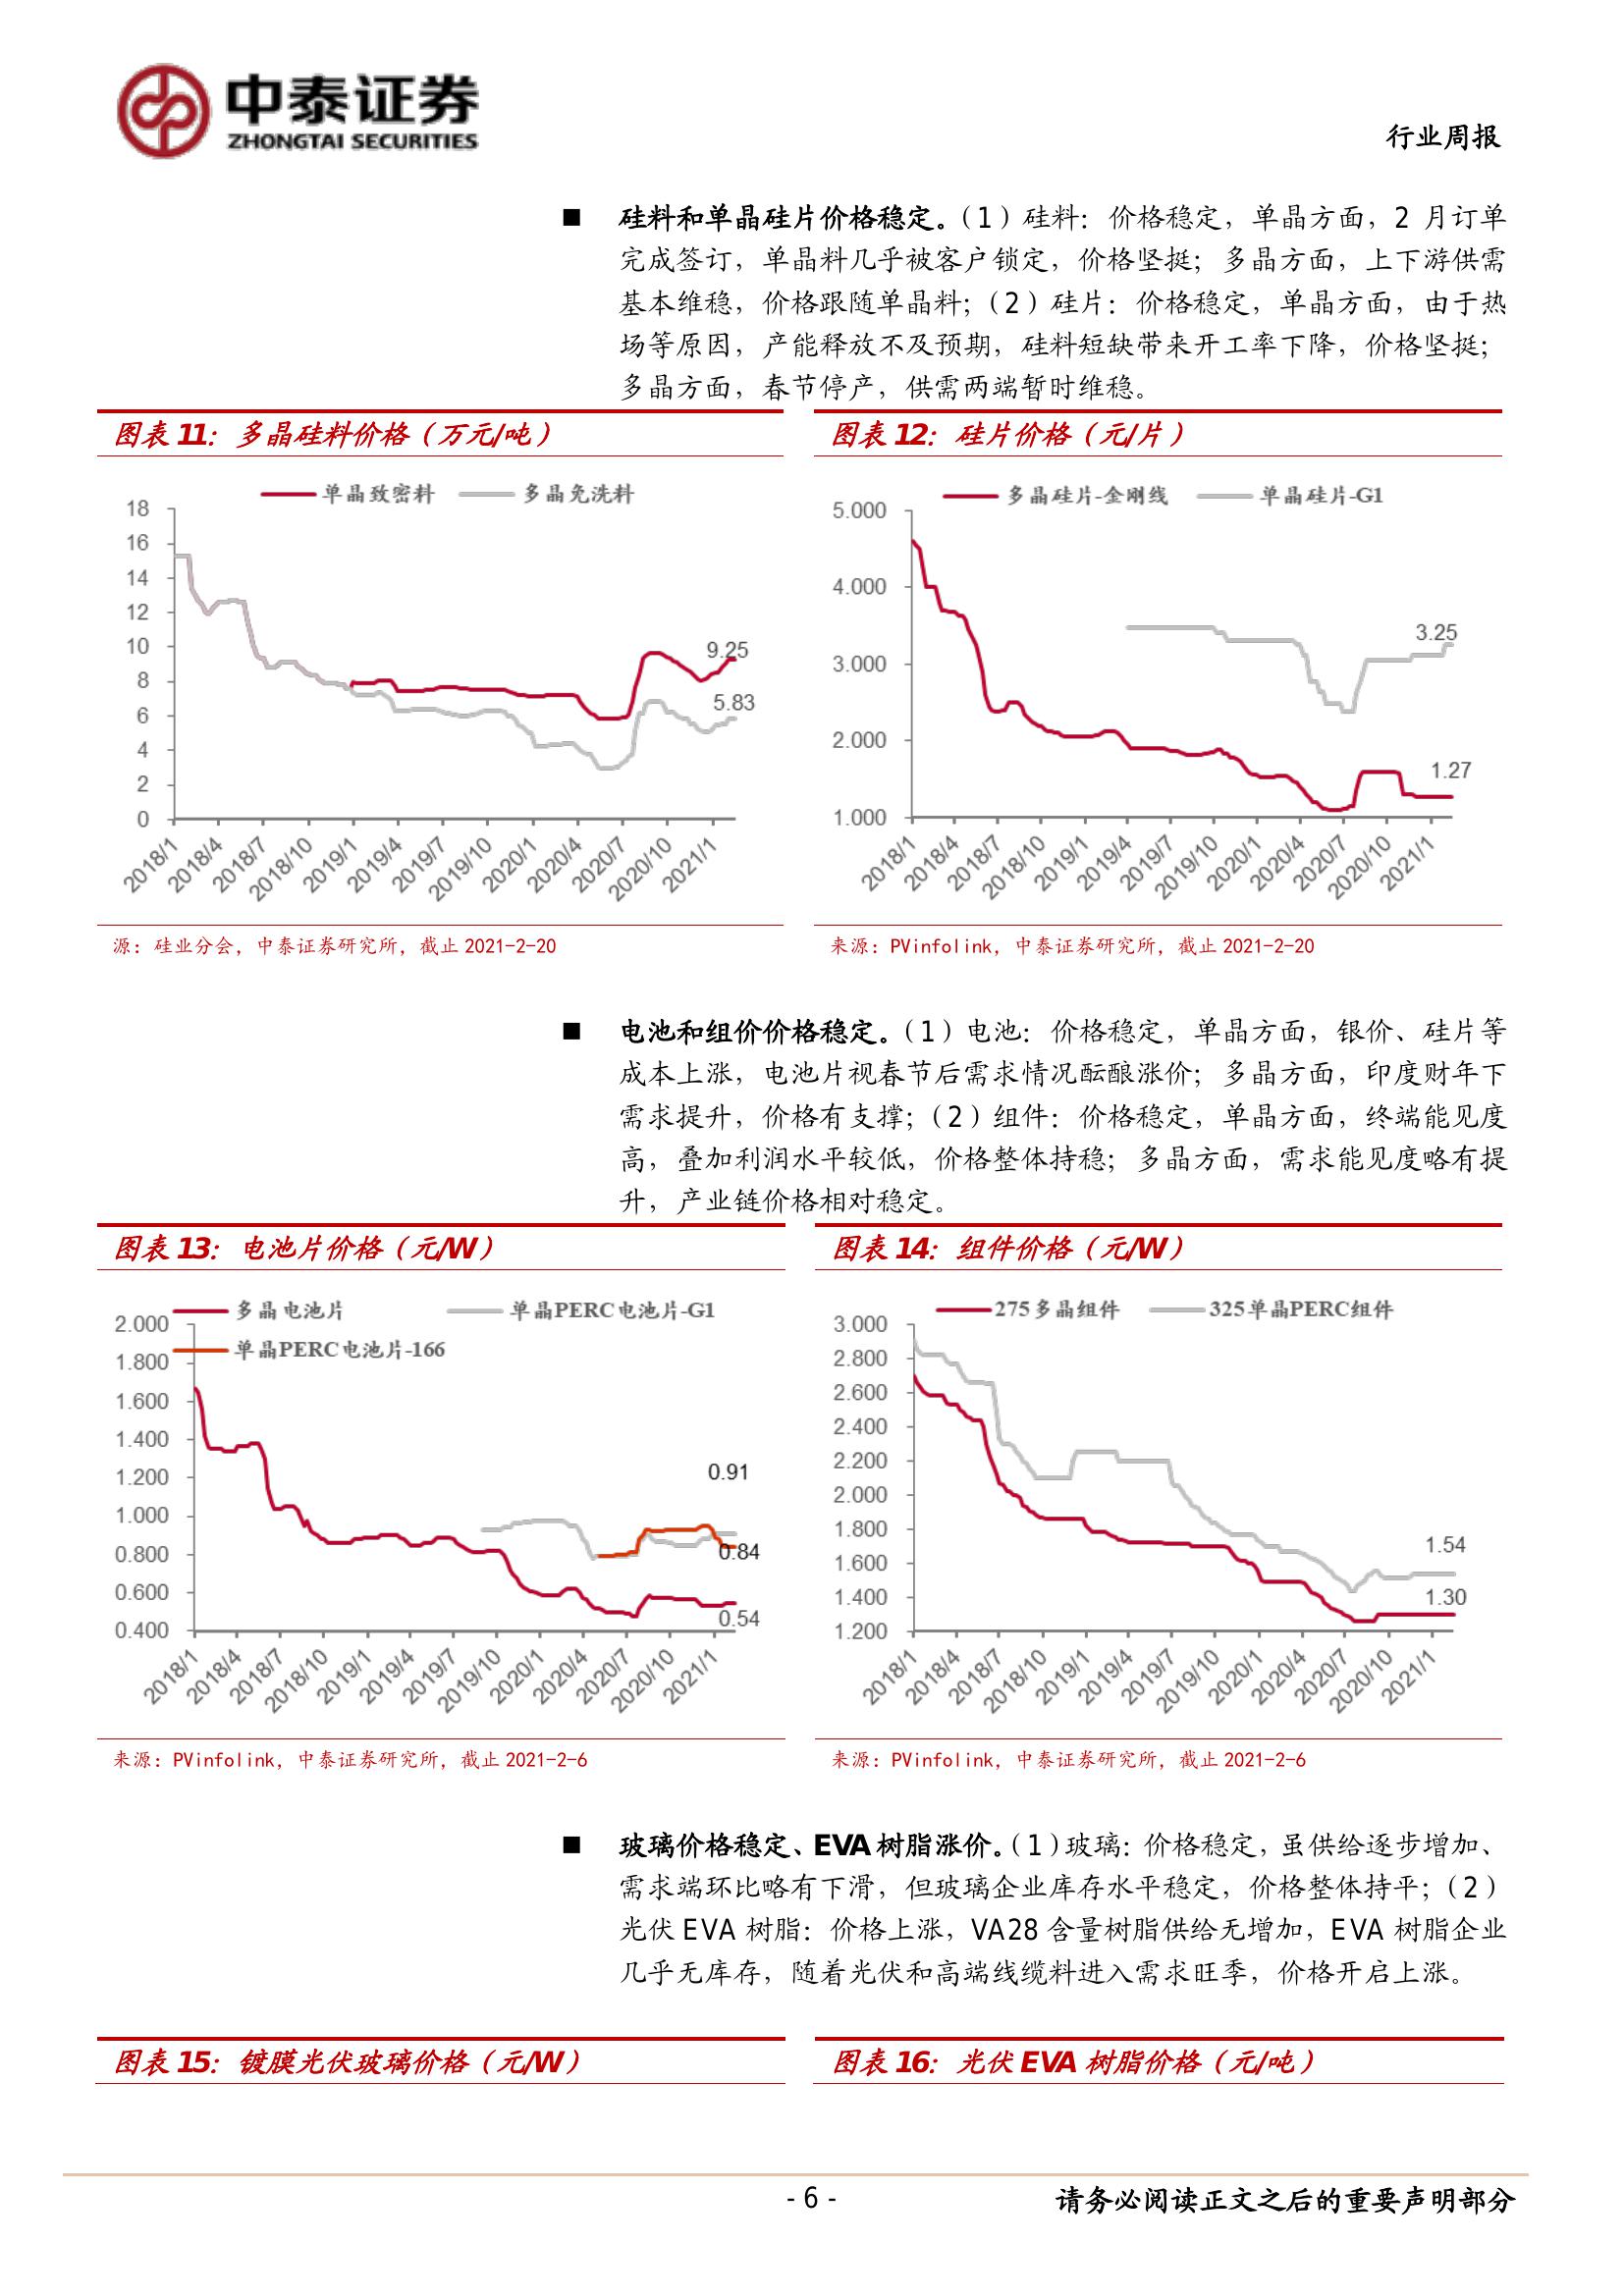 中泰证券
ZHONGTAI SECURITIES
行业周报
■ 硅料和单晶硅片价格稳定。（1）硅料：价格稳定，单晶方面，2 月订单
完成签订，单晶料几乎被客户锁定，价格坚挺；多晶方面，上下游供需
基本维稳，价格跟随单晶料；（2）硅片：价格稳定，单晶方面，由于热
场等原因，产能释放不及预期，硅料短缺带来开工率下降，价格坚挺；
多晶方面，春节停产，供需两端暂时维稳。
图表 11：多晶硅料价格（万元/吨）
单晶致密料 多晶免洗料
18
16
14
12
10
8
6
4
2
0
9.25
5.83
2018/1 2018/4 2018/7 2018/10 2019/1 2019/4 2019/7 2019/10 2020/1 2020/4 2020/7 2020/10 2021/1
源：硅业分会，中泰证券研究所，截止 2021-2-20
图表 12：硅片价格（元/片）
多晶硅片-金刚线 单晶硅片-G1
5.000
4.000
3.000
2.000
1.000
3.25
1.27
2018/1 2018/4 2018/7 2018/10 2019/1 2019/4 2019/7 2019/10 2020/1 2020/4 2020/7 2020/10 2021/1
来源：PVinfolink，中泰证券研究所，截止 2021-2-20
■ 电池和组价价格稳定。（1）电池：价格稳定，单晶方面，银价、硅片等
成本上涨，电池片视春节后需求情况酝酿涨价；多晶方面，印度财年下
需求提升，价格有支撑；（2）组件：价格稳定，单晶方面，终端能见度
高，叠加利润水平较低，价格整体持稳；多晶方面，需求能见度略有提
升，产业链价格相对稳定。
图表 13：电池片价格（元/W）
多晶电池片 单晶PERC电池片-G1
单晶PERC电池片-166
2.000
1.800
1.600
1.400
1.200
1.000
0.800
0.600
0.400
0.91
0.84
0.54
2018/1 2018/4 2018/7 2018/10 2019/1 2019/4 2019/7 2019/10 2020/1 2020/4 2020/7 2020/10 2021/1
来源：PVinfolink，中泰证券研究所，截止 2021-2-6
图表 14：组件价格（元/W）
275多晶组件 325单晶PERC组件
3.000
2.800
2.600
2.400
2.200
2.000
1.800
1.600
1.400
1.200
1.54
1.30
2018/1 2018/4 2018/7 2018/10 2019/1 2019/4 2019/7 2019/10 2020/1 2020/4 2020/7 2020/10 2021/1
来源：PVinfolink，中泰证券研究所，截止 2021-2-6
■ 玻璃价格稳定、EVA 树脂涨价。（1）玻璃：价格稳定，虽供给逐步增加、
需求端环比略有下滑，但玻璃企业库存水平稳定，价格整体持平；（2）
光伏 EVA 树脂：价格上涨，VA28 含量树脂供给无增加，EVA 树脂企业
几乎无库存，随着光伏和高端线缆料进入需求旺季，价格开启上涨。
图表 15：镀膜光伏玻璃价格（元/W）
图表 16：光伏 EVA 树脂价格（元/吨）
- 6 -
请务必阅读正文之后的重要声明部分